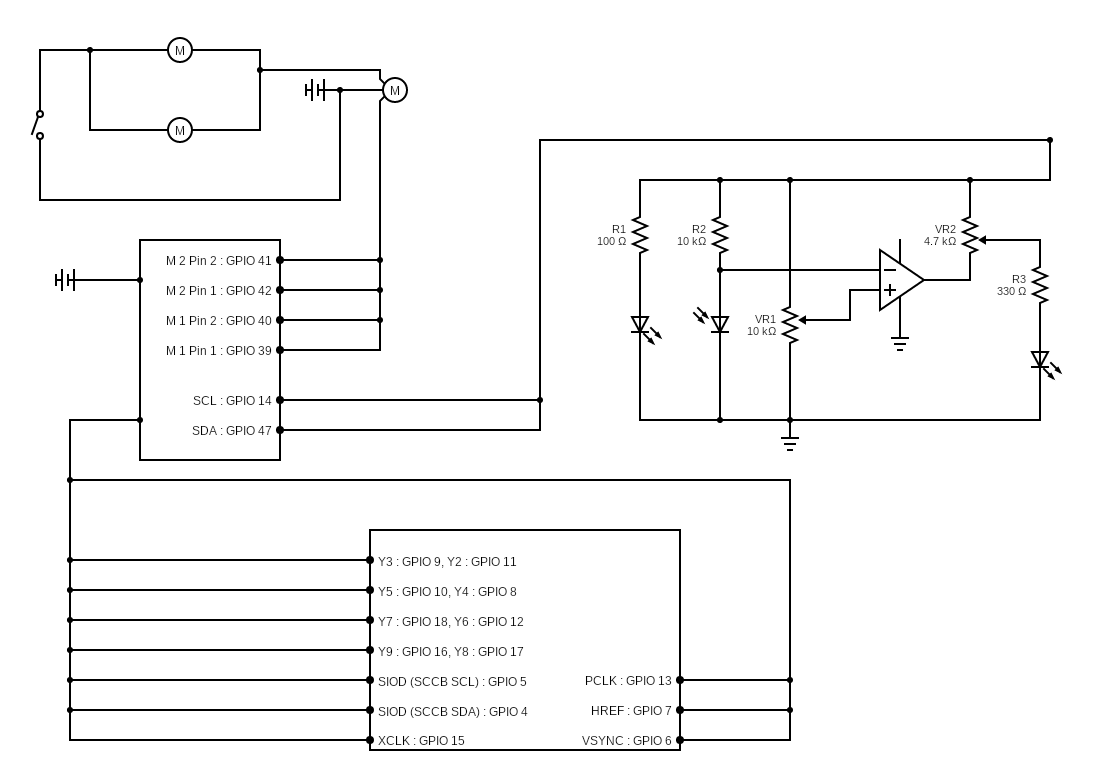 M
M
M
R1
100 Ω
R2
10 kΩ
VR2
4.7 kΩ
M 2 Pin 2 : GPIO 41
M 2 Pin 1 : GPIO 42
M 1 Pin 2 : GPIO 40
M 1 Pin 1 : GPIO 39
SCL : GPIO 14
SDA : GPIO 47
VR1
10 kΩ
R3
330 Ω
Y3 : GPIO 9, Y2 : GPIO 11
Y5 : GPIO 10, Y4 : GPIO 8
Y7 : GPIO 18, Y6 : GPIO 12
Y9 : GPIO 16, Y8 : GPIO 17
SIOD (SCCB SCL) : GPIO 5
SIOD (SCCB SDA) : GPIO 4
XCLK : GPIO 15
PCLK : GPIO 13
HREF : GPIO 7
VSYNC : GPIO 6